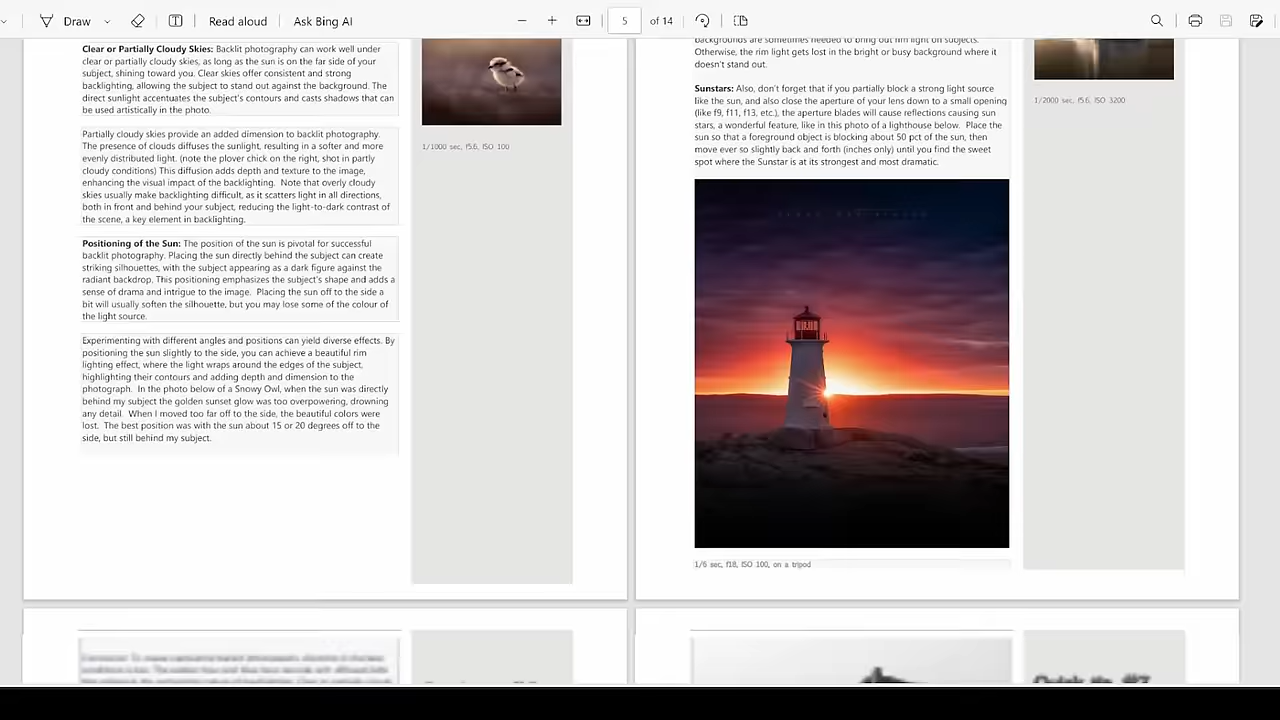 Draw
Read aloud
Ask Bing AI
5
of 14
Clear or Partially Cloudy Skies: Backlit photography can work well under
clear or partially cloudy skies, as long as the sun is on the far side of your
subject, shining toward you. Clear skies offer consistent and strong
backlighting, allowing the subject to stand out against the background. The
direct sunlight accentuates the subject's contours and casts shadows that can
be used artistically in the photo.
Partially cloudy skies provide an added dimension to backlit photography.
The presence of clouds diffuses the sunlight, resulting in a softer and more
evenly distributed light. (note the plover chick on the right, shot in partly
cloudy conditions) This diffusion adds depth and texture to the image,
enhancing the visual impact of the backlighting. Note that overly cloudy
skies usually make backlighting difficult, as it scatters light in all directions,
both in front and behind your subject, reducing the light-to-dark contrast of
the scene, a key element in backlighting.
Positioning of the Sun: The position of the sun is pivotal for successful
backlit photography. Placing the sun directly behind the subject can create
striking silhouettes, with the subject appearing as a dark figure against the
radiant backdrop. This positioning emphasizes the subject's shape and adds a
sense of drama and intrigue to the image. Placing the sun off to the side a
bit will usually soften the silhouette, but you may lose some of the colour of
the light source.
Experimenting with different angles and positions can yield diverse effects. By
positioning the sun slightly to the side, you can achieve a beautiful rim
lighting effect, where the light wraps around the edges of the subject,
highlighting their contours and adding depth and dimension to the
photograph. In the photo below of a Snowy Owl, when the sun was directly
behind my subject the golden sunset glow was too overpowering, drowning
any detail. When I moved too far off to the side, the beautiful colors were
lost. The best position was with the sun about 15 or 20 degrees off to the
side, but still behind my subject.
1/1000 sec, f5.6, ISO 100
backgrounds are sometimes needed to bring out rim light on subjects.
Otherwise, the rim light gets lost in the bright or busy background where it
doesn't stand out.
Sunstars: Also, don't forget that if you partially block a strong light source
like the sun, and also close the aperture of your lens down to a small opening
(like f9, f11, f13, etc.), the aperture blades will cause reflections causing sun
stars, a wonderful feature, like in this photo of a lighthouse below. Place the
sun so that a foreground object is blocking about 50 pct of the sun, then
move ever so slightly back and forth (inches only) until you find the sweet
spot where the Sunstar is at its strongest and most dramatic.
1/6 sec, f18, ISO 100, on a tripod
1/2000 sec, f5.6, ISO 3200
Quick tip #7